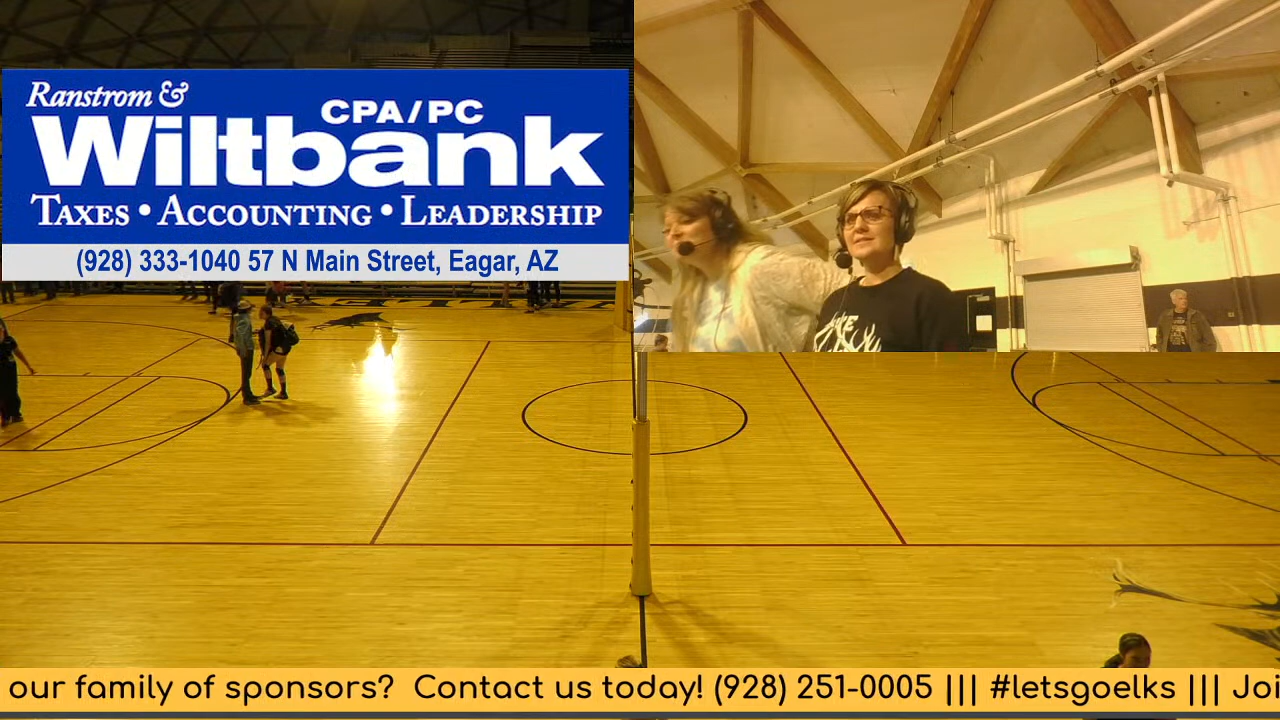 Ranstrom &
CPA/PC
Wiltbank
TAXES • ACCOUNTING • LEADERSHIP
(928) 333-1040 57 N Main Street, Eagar, AZ
our family of sponsors? Contact us today! (928) 251-0005 ||| #letsgoelks ||| Joi